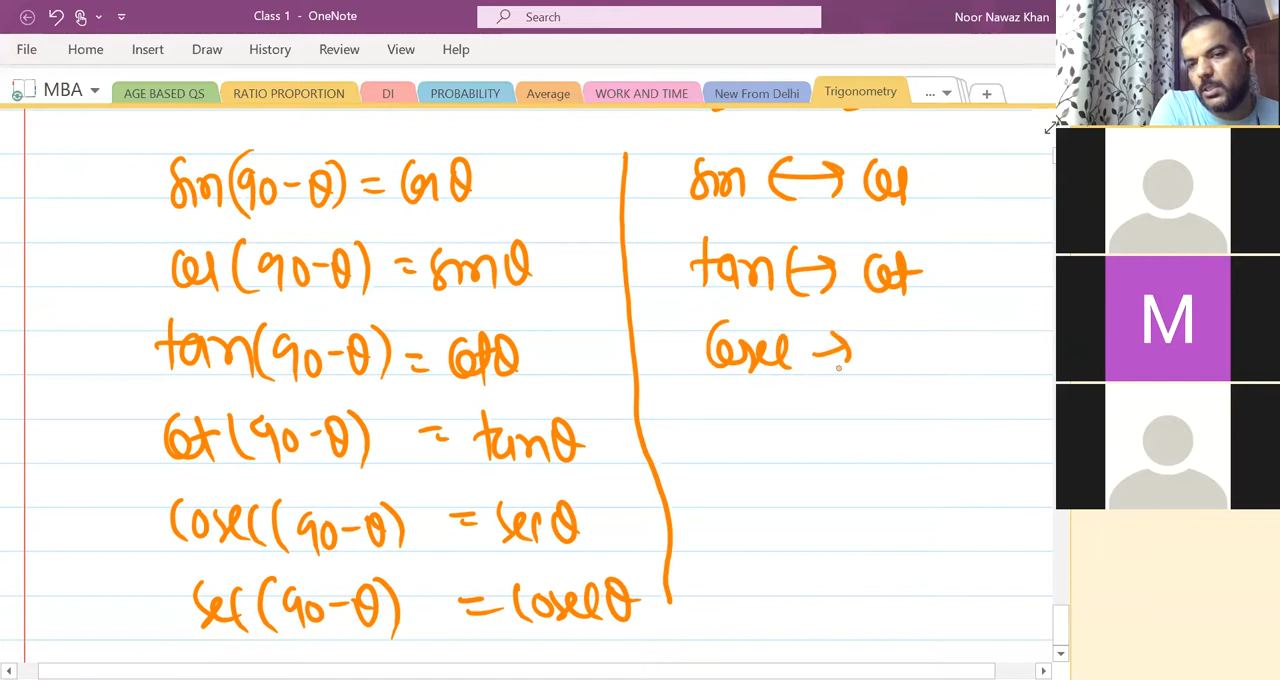 Class 1 - OneNote
Search
Noor Nawaz Khan
File Home Insert Draw History Review View Help
MBA
AGE BASED QS
RATIO PROPORTION
DI
PROBABILITY
Average
WORK AND TIME
New From Delhi
Trigonometry
...
sin(90-θ) = cos θ
cos(90-θ) = sinθ
tan(90-θ) = cotθ
cot(90-θ) = tanθ
cosec(90-θ) = secθ
sec(90-θ) = cosecθ
sin ↔ cos
tan ↔ cot
cosec →
M